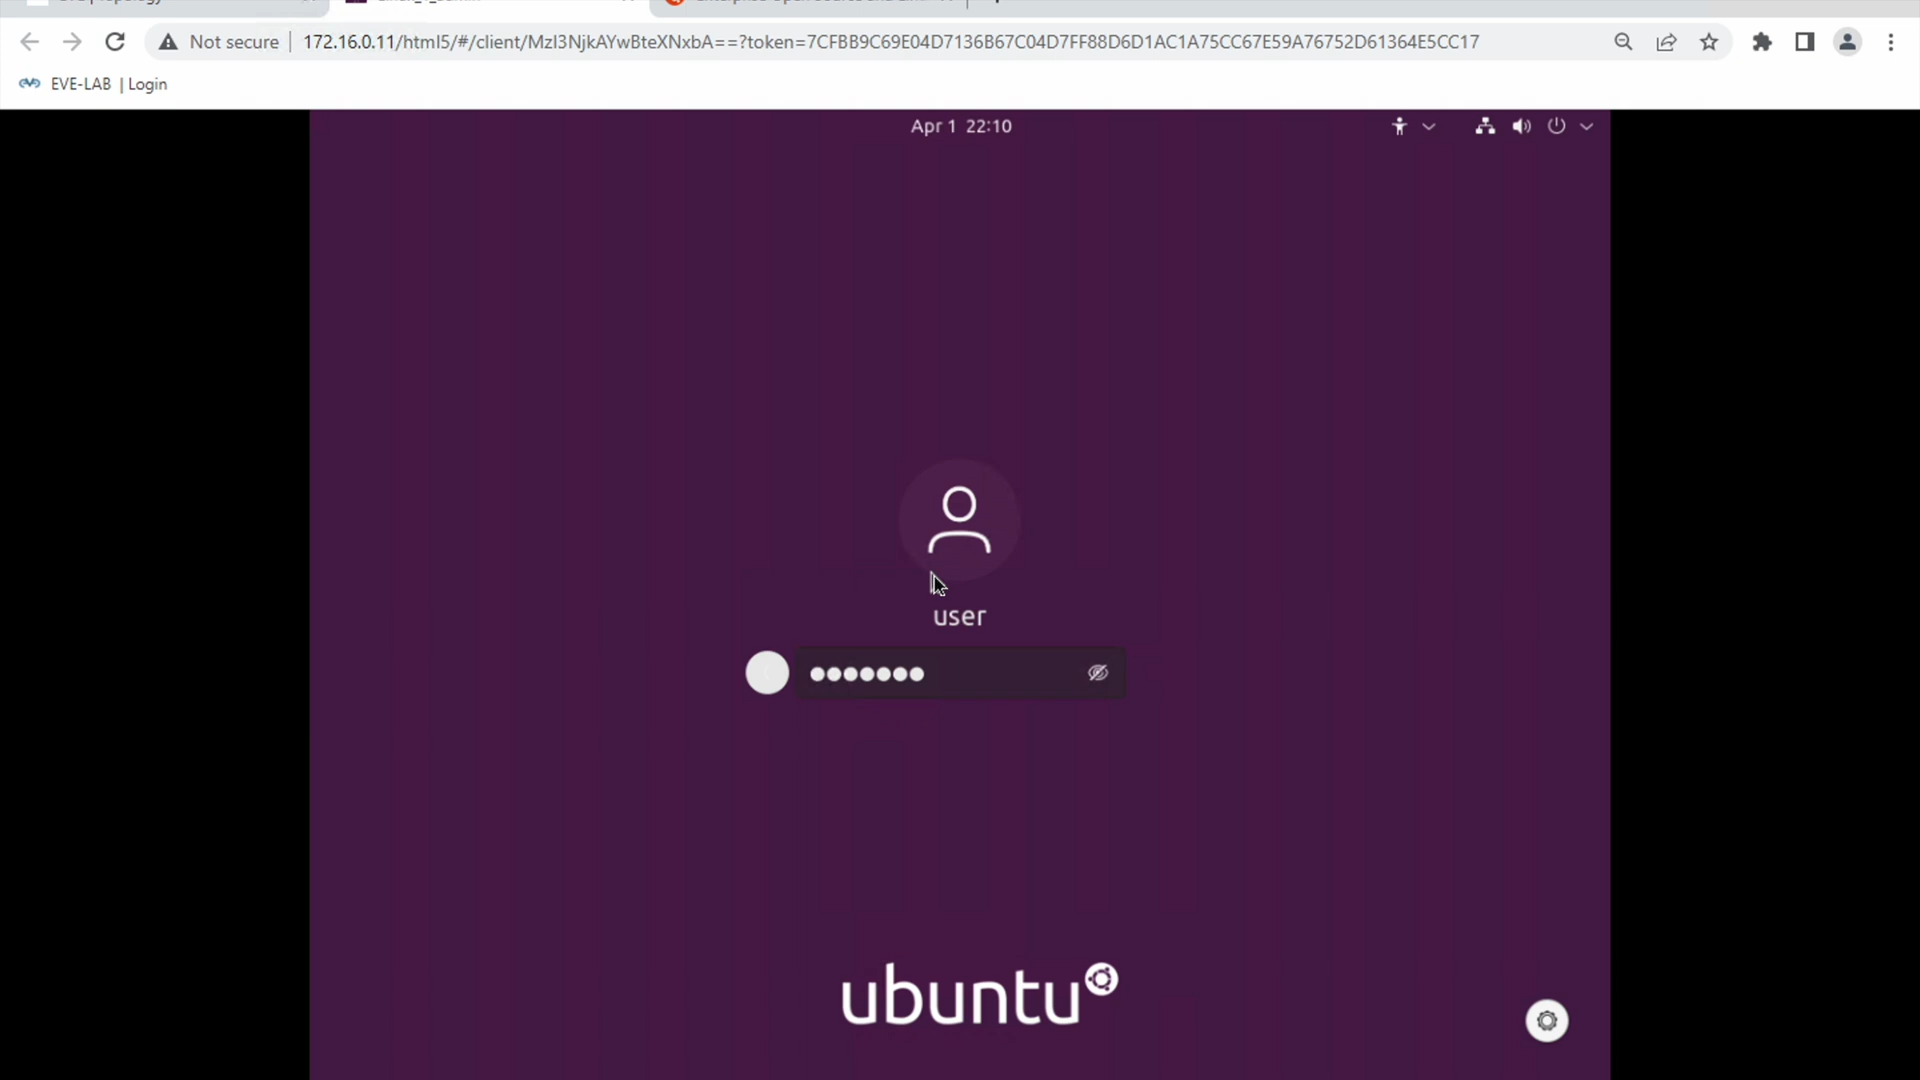 Not secure
172.16.0.11/html5/#/client/MzI3NjkAYwBteXNxbA==?token=7CFBB9C69E04D7136B67C04D7FF88D6D1AC1A75CC67E59A76752D61364E5CC17
EVE-LAB | Login
Apr 1 22:10
user
ubuntu